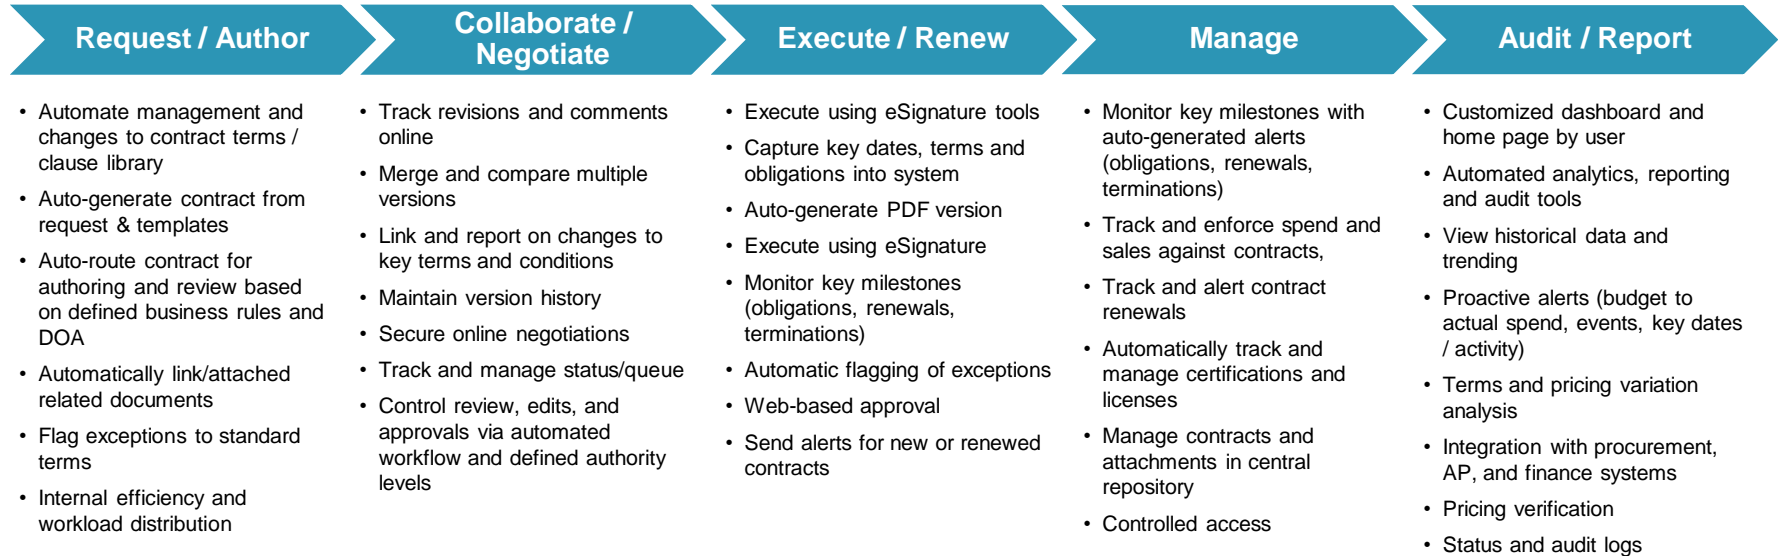 Request / Author
Collaborate /
Negotiate
Execute / Renew
Manage
Audit / Report
• Automate management and
changes to contract terms /
clause library
• Auto-generate contract from
request & templates
• Auto-route contract for
authoring and review based
on defined business rules and
DOA
• Automatically link/attached
related documents
• Flag exceptions to standard
terms
• Internal efficiency and
workload distribution
• Track revisions and comments
online
• Merge and compare multiple
versions
• Link and report on changes to
key terms and conditions
• Maintain version history
• Secure online negotiations
• Track and manage status/queue
• Control review, edits, and
approvals via automated
workflow and defined authority
levels
• Execute using eSignature tools
• Capture key dates, terms and
obligations into system
• Auto-generate PDF version
• Execute using eSignature
• Monitor key milestones
(obligations, renewals,
terminations)
• Automatic flagging of exceptions
• Web-based approval
• Send alerts for new or renewed
contracts
• Monitor key milestones with
auto-generated alerts
(obligations, renewals,
terminations)
• Track and enforce spend and
sales against contracts,
• Track and alert contract
renewals
• Automatically track and
manage certifications and
licenses
• Manage contracts and
attachments in central
repository
• Controlled access
• Customized dashboard and
home page by user
• Automated analytics, reporting
and audit tools
• View historical data and
trending
• Proactive alerts (budget to
actual spend, events, key dates
/ activity)
• Terms and pricing variation
analysis
• Integration with procurement,
AP, and finance systems
• Pricing verification
• Status and audit logs